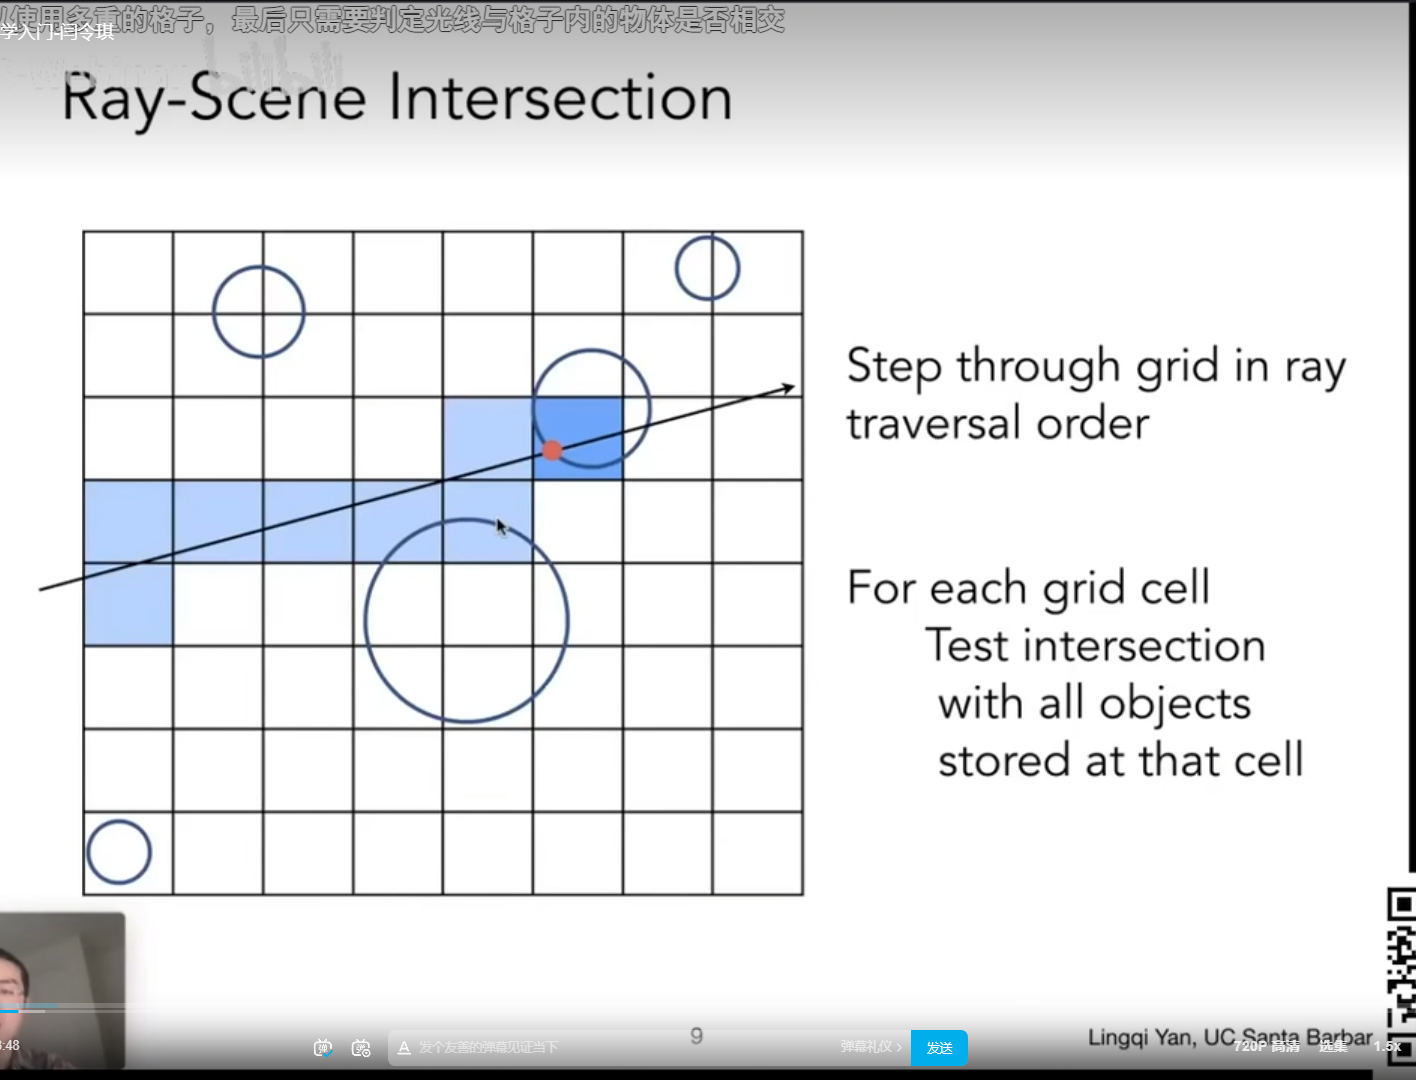 使用多重的格子，最后只需要判定光线与格子内的物体是否相交
学入门-闫令琪
Ray-Scene Intersection
Step through grid in ray
traversal order
For each grid cell
Test intersection
with all objects
stored at that cell
9
Lingqi Yan, UC Santa Barbar
:48
发个友善的弹幕见证当下
弹幕礼仪 >
发送
720P 高清
选集
1.5x